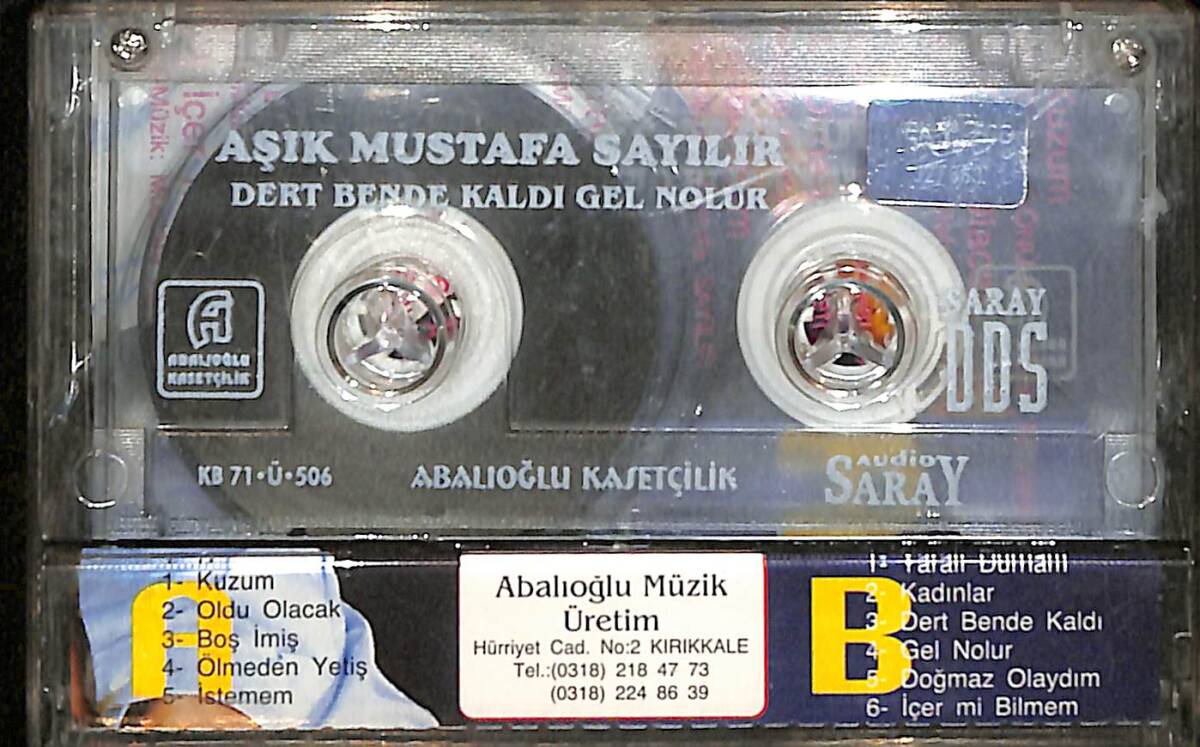 AŞIK MUSTAFA SAYILIR
DERT BENDE KALDI GEL NOLUR
ABALIOĞLU
KASETÇİLİK
SARAY
DDS
KB 71·Ü·506
ABALIOĞLU KASETÇİLİK
AUDİO
SARAY
A
1- Kuzum
2- Oldu Olacak
3- Boş İmiş
4- Ölmeden Yetiş
5- İstemem
Abalıoğlu Müzik
Üretim
Hürriyet Cad. No:2 KIRIKKALE
Tel.:(0318) 218 47 73
(0318) 224 86 39
B
1-
2- Kadınlar
3- Dert Bende Kaldı
4- Gel Nolur
5- Doğmaz Olaydım
6- İçer mi Bilmem